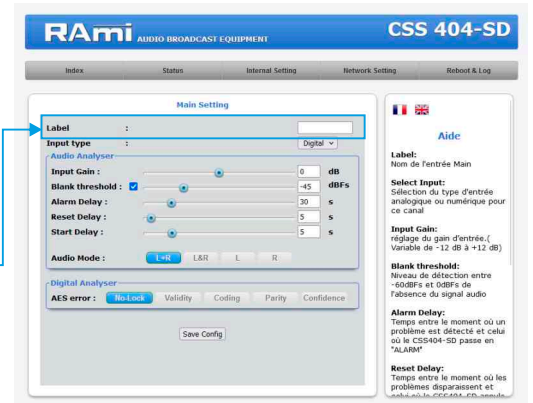 RAmi AUDIO BROADCAST EQUIPMENT
CSS 404-SD
Index Status Internal Setting Network Setting Reboot & Log
Main Setting
Label :
Input type : Digital
Audio Analyser
Input Gain : 0 dB
Blank threshold : -45 dBFs
Alarm Delay : 30 s
Reset Delay : 5 s
Start Delay : 5 s
Audio Mode : L+R L&R L R
Digital Analyser
AES error : No-Lock Validity Coding Parity Confidence
Save Config
Aide
Label:
Nom de l'entrée Main
Select Input:
Sélection du type d'entrée
analogique ou numérique pour
ce canal
Input Gain:
réglage du gain d'entrée.(
Variable de -12 dB à +12 dB)
Blank threshold:
Niveau de détection entre
-60dBFs et 0dBFs de
l'absence du signal audio
Alarm Delay:
Temps entre le moment où un
problème est détecté et celui
où le CSS404-SD passe en
"ALARM"
Reset Delay:
Temps entre le moment où les
problèmes disparaissent et
celui où le CSS404-SD annule